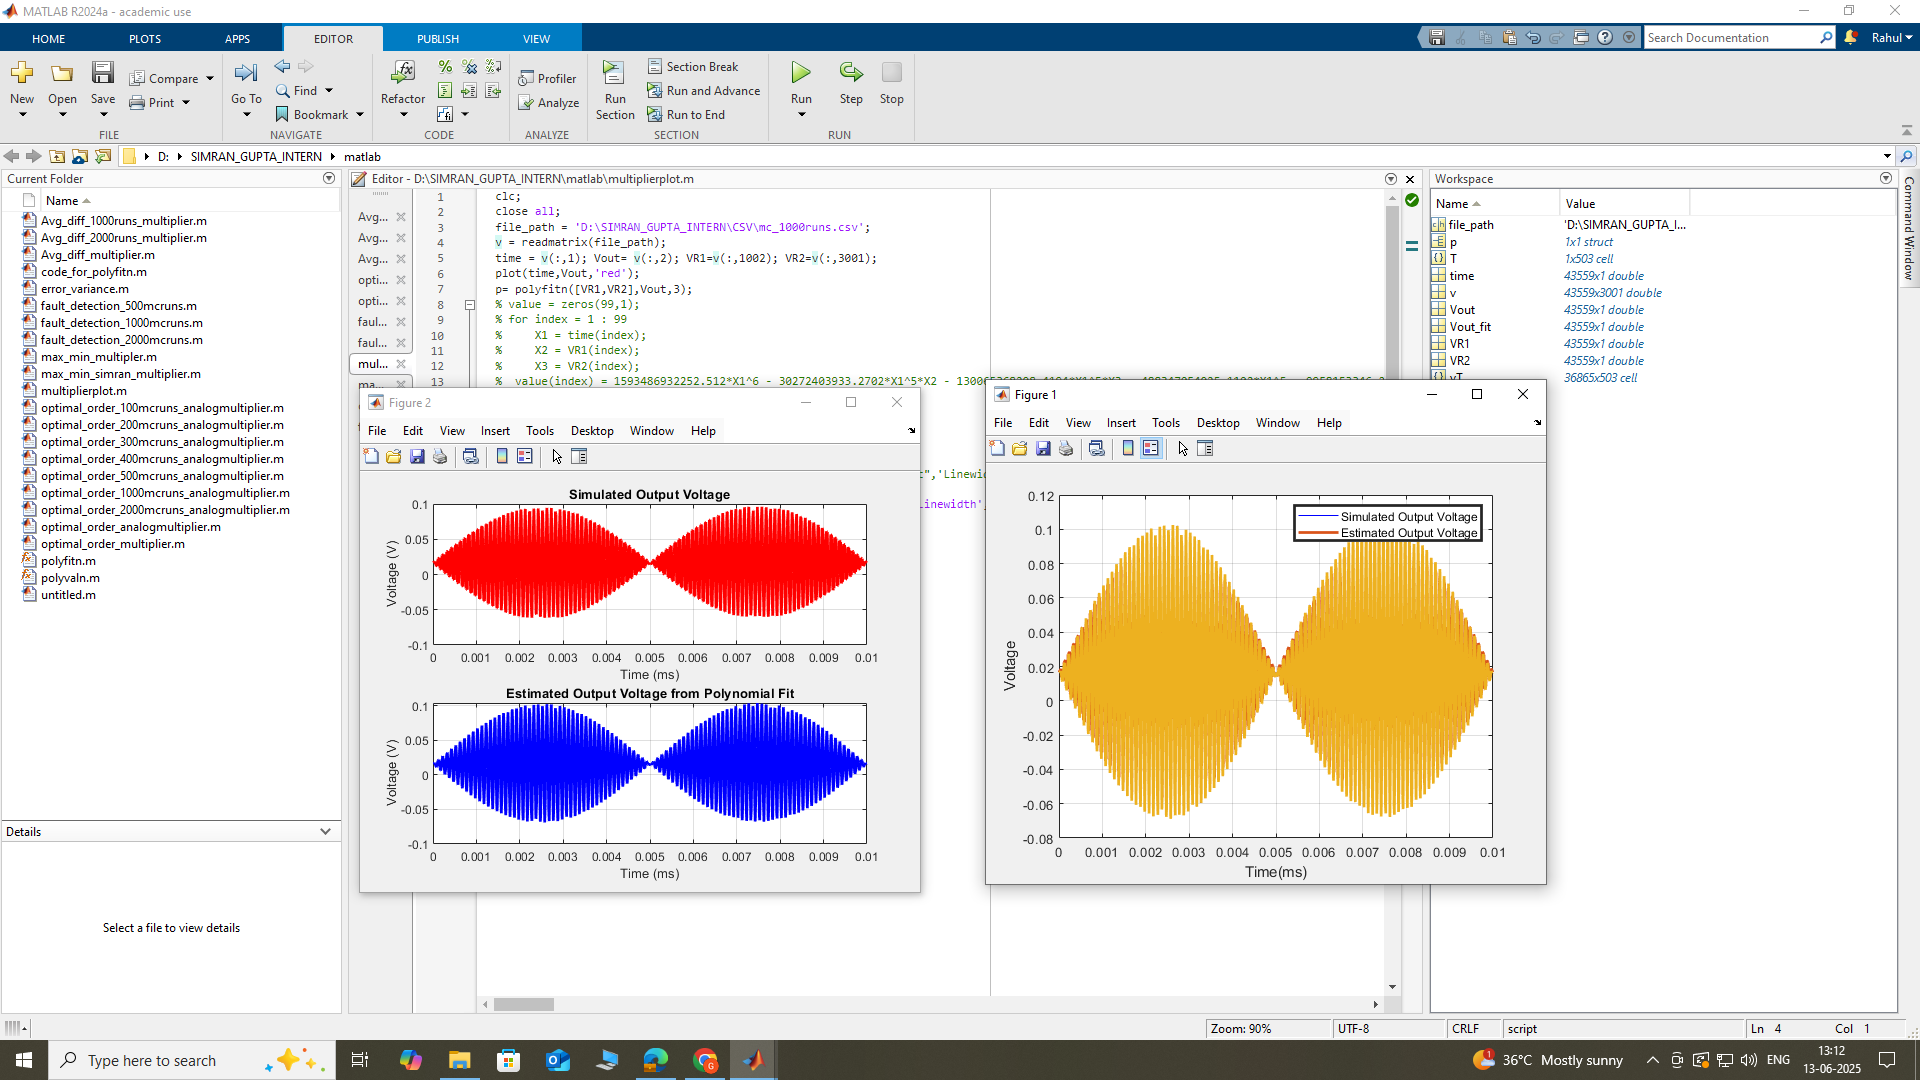 MATLAB R2024a - academic use
HOME PLOTS APPS EDITOR PUBLISH VIEW
Search Documentation
Rahul
New Open Save Compare Print
Go To Find Bookmark
Refactor
Profiler
Analyze
Run Section
Section Break
Run and Advance
Run to End
Run Step Stop
FILE NAVIGATE CODE ANALYZE SECTION RUN
D: SIMRAN_GUPTA_INTERN matlab
Current Folder
Name
Avg_diff_1000runs_multiplier.m
Avg_diff_2000runs_multiplier.m
Avg_diff_multiplier.m
code_for_polyfitn.m
error_variance.m
fault_detection_500mcruns.m
fault_detection_1000mcruns.m
fault_detection_2000mcruns.m
max_min_multipler.m
max_min_simran_multiplier.m
multiplierplot.m
optimal_order_100mcruns_analogmultiplier.m
optimal_order_200mcruns_analogmultiplier.m
optimal_order_300mcruns_analogmultiplier.m
optimal_order_400mcruns_analogmultiplier.m
optimal_order_500mcruns_analogmultiplier.m
optimal_order_1000mcruns_analogmultiplier.m
optimal_order_2000mcruns_analogmultiplier.m
optimal_order_analogmultiplier.m
optimal_order_multiplier.m
polyfitn.m
polyvaln.m
untitled.m
Details
Select a file to view details
Editor - D:\SIMRAN_GUPTA_INTERN\matlab\multiplierplot.m
Avg...
Avg...
Avg...
opti...
opti...
faul...
faul...
mul...
1 clc;
2 close all;
3 file_path = 'D:\SIMRAN_GUPTA_INTERN\CSV\mc_1000runs.csv';
4 v = readmatrix(file_path);
5 time = v(:,1); Vout= v(:,2); VR1=v(:,1002); VR2=v(:,3001);
6 plot(time,Vout,'red');
7 p= polyfitn([VR1,VR2],Vout,3);
8 % value = zeros(99,1);
9 % for index = 1 : 99
10 % X1 = time(index);
11 % X2 = VR1(index);
12 % X3 = VR2(index);
13 % value(index) = 1593486932252.512*X1^6 - 30272403933.2702*X1^5*X2
Workspace
Name Value
file_path 'D:\SIMRAN_GUPTA_I...
p 1x1 struct
T 1x503 cell
time 43559x1 double
v 43559x3001 double
Vout 43559x1 double
Vout_fit 43559x1 double
VR1 43559x1 double
VR2 43559x1 double
vT 36865x503 cell
Command Window
Figure 2
File Edit View Insert Tools Desktop Window Help
Simulated Output Voltage
0.1
0.05
0
-0.05
-0.1
Voltage (V)
0 0.001 0.002 0.003 0.004 0.005 0.006 0.007 0.008 0.009 0.01
Time (ms)
Estimated Output Voltage from Polynomial Fit
0.1
0.05
0
-0.05
-0.1
Voltage (V)
0 0.001 0.002 0.003 0.004 0.005 0.006 0.007 0.008 0.009 0.01
Time (ms)
Figure 1
File Edit View Insert Tools Desktop Window Help
0.12
0.1
0.08
0.06
0.04
0.02
0
-0.02
-0.04
-0.06
-0.08
Voltage
Simulated Output Voltage
Estimated Output Voltage
0 0.001 0.002 0.003 0.004 0.005 0.006 0.007 0.008 0.009 0.01
Time(ms)
Zoom: 90% UTF-8 CRLF script Ln 4 Col 1
Type here to search
36°C Mostly sunny
ENG
13:12
13-06-2025